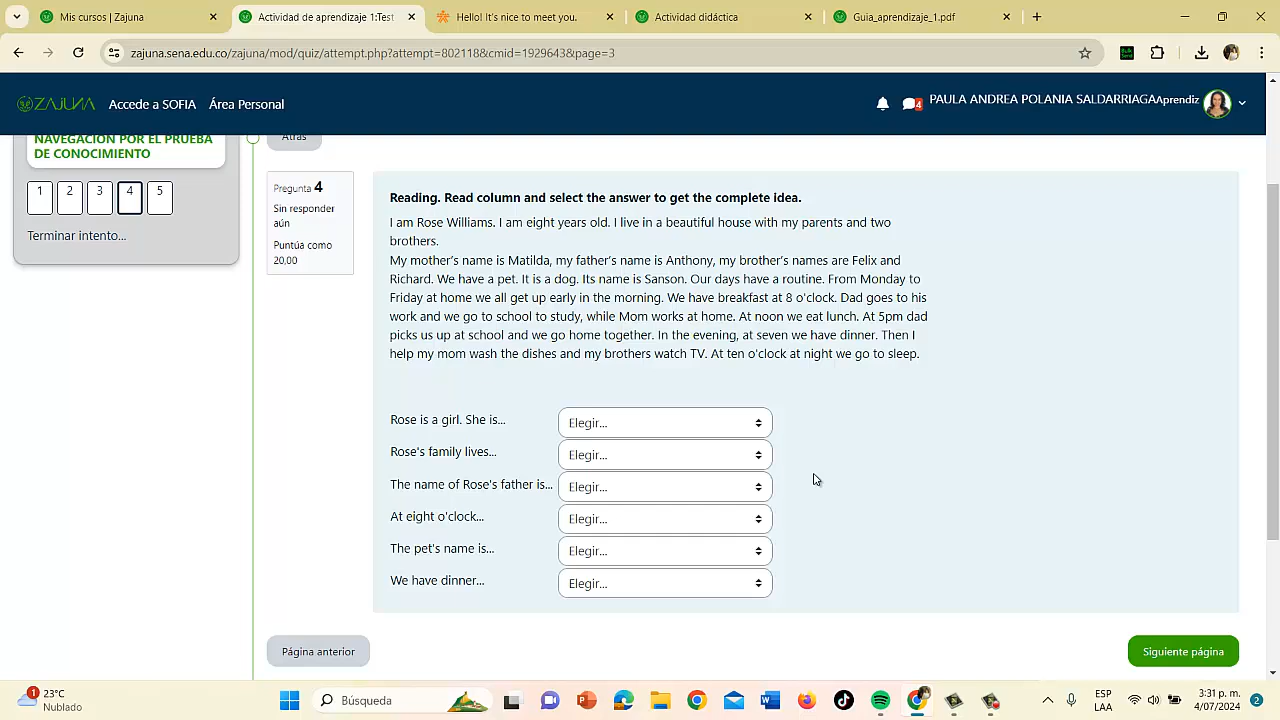 Mis cursos | Zajuna
Actividad de aprendizaje 1:Test
Hello! It's nice to meet you.
Actividad didáctica
Guia_aprendizaje_1.pdf
zajuna.sena.edu.co/zajuna/mod/quiz/attempt.php?attempt=802118&cmid=1929643&page=3
ZAJUNA
Accede a SOFIA
Área Personal
4
PAULA ANDREA POLANIA SALDARRIAGAAprendiz
NAVEGACIÓN POR EL PRUEBA
DE CONOCIMIENTO
1 2 3 4 5
Terminar intento...
Atrás
Pregunta 4
Sin responder
aún
Puntúa como
20,00
Reading. Read column and select the answer to get the complete idea.
I am Rose Williams. I am eight years old. I live in a beautiful house with my parents and two
brothers.
My mother's name is Matilda, my father's name is Anthony, my brother's names are Felix and
Richard. We have a pet. It is a dog. Its name is Sanson. Our days have a routine. From Monday to
Friday at home we all get up early in the morning. We have breakfast at 8 o'clock. Dad goes to his
work and we go to school to study, while Mom works at home. At noon we eat lunch. At 5pm dad
picks us up at school and we go home together. In the evening, at seven we have dinner. Then I
help my mom wash the dishes and my brothers watch TV. At ten o'clock at night we go to sleep.
Rose is a girl. She is... Elegir...
Rose's family lives... Elegir...
The name of Rose's father is... Elegir...
At eight o'clock... Elegir...
The pet's name is... Elegir...
We have dinner... Elegir...
Página anterior
Siguiente página
1
23°C
Nublado
Búsqueda
ESP
LAA
3:31 p. m.
4/07/2024
2